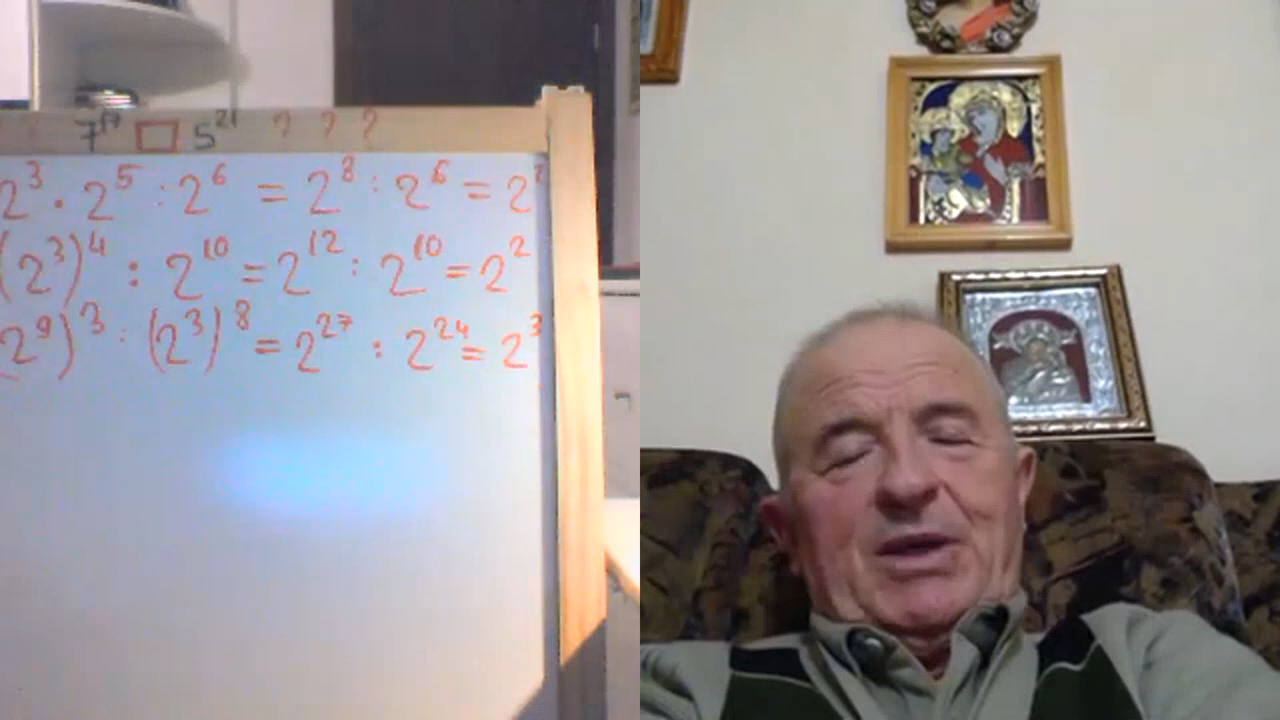 7¹⁷ □ 5²¹ ? ? ?
2³ · 2⁵ : 2⁶ = 2⁸ : 2⁶ = 2²
(2³)⁴ : 2¹⁰ = 2¹² : 2¹⁰ = 2²
2⁹)³ : (2³)⁸ = 2²⁷ : 2²⁴ = 2³